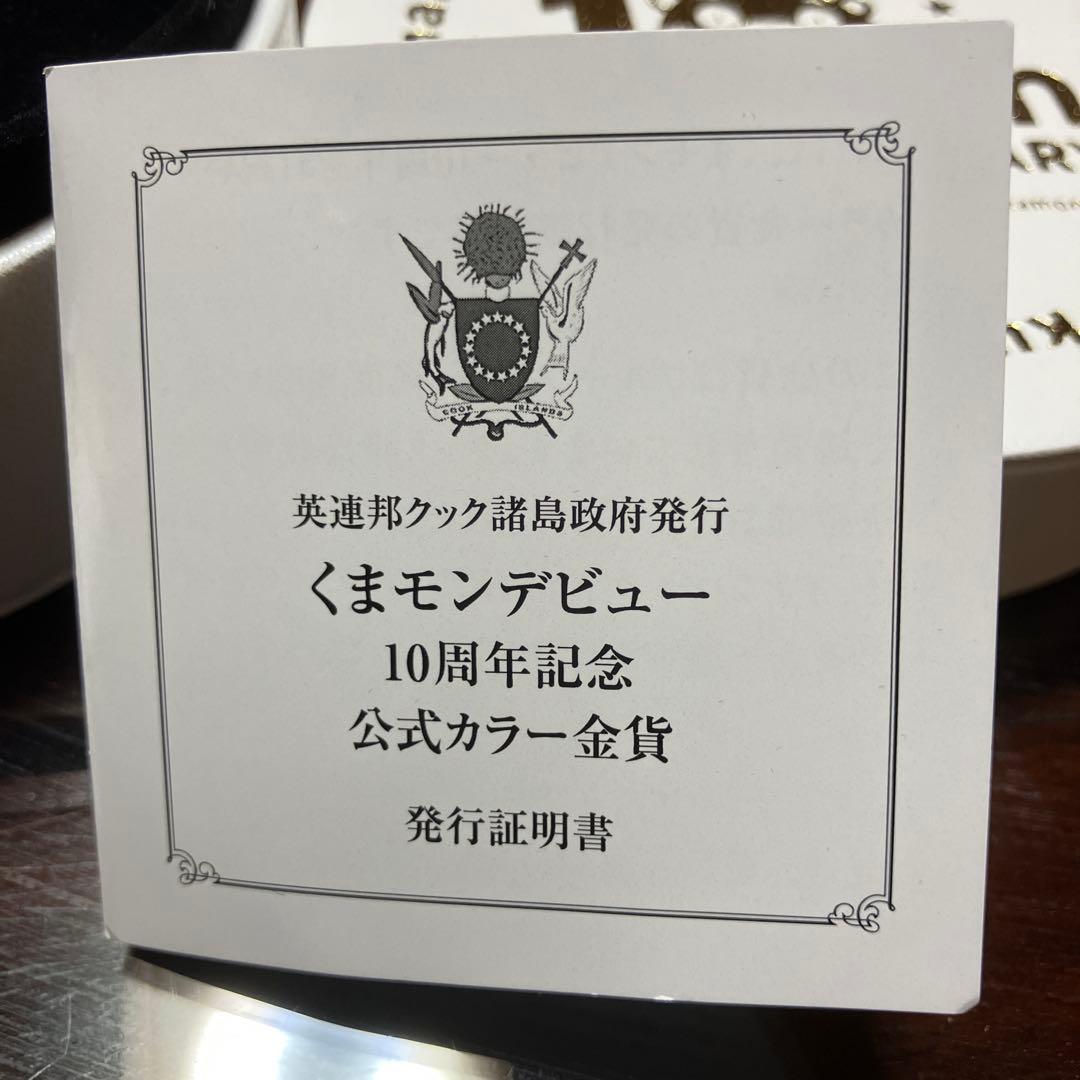 COOK ISLANDS
英連邦クック諸島政府発行
くまモンデビュー
10周年記念
公式カラー金貨
発行証明書